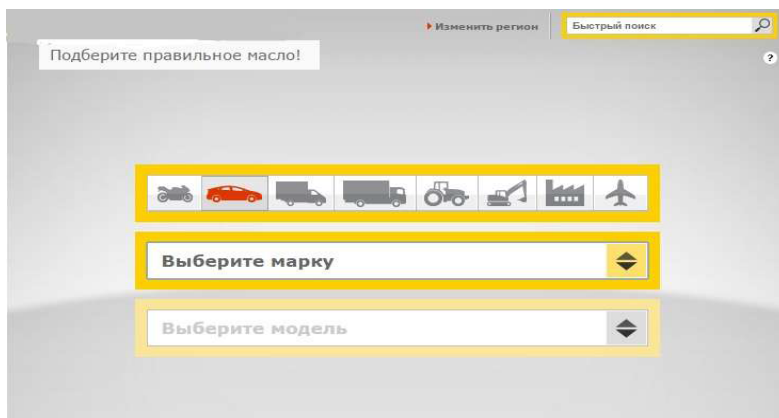 Изменить регион
Быстрый поиск
Подберите правильное масло!
?
Выберите марку
Выберите модель